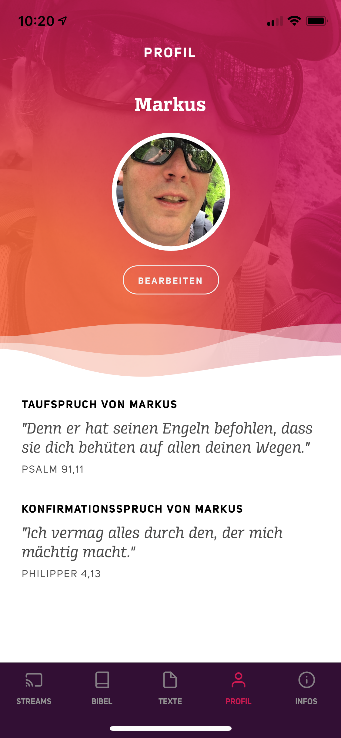 10:20
PROFIL
Markus
BEARBEITEN
TAUFSPRUCH VON MARKUS
"Denn er hat seinen Engeln befohlen, dass
sie dich behüten auf allen deinen Wegen."
PSALM 91,11
KONFIRMATIONSSPRUCH VON MARKUS
"Ich vermag alles durch den, der mich
mächtig macht."
PHILIPPER 4,13
STREAMS BIBEL TEXTE PROFIL INFOS